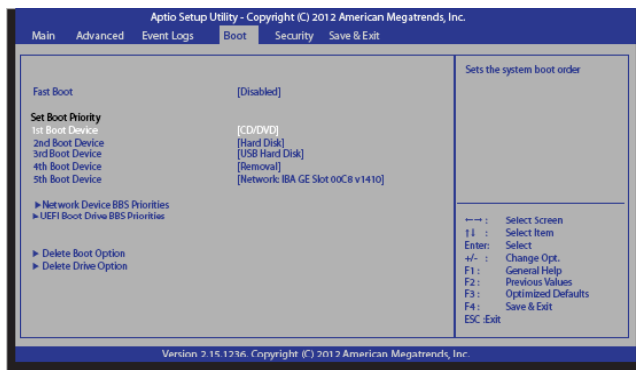 Aptio Setup Utility - Copyright (C) 2012 American Megatrends, Inc.
Main Advanced Event Logs Boot Security Save & Exit
Fast Boot [Disabled]
Set Boot Priority
1st Boot Device [CD/DVD]
2nd Boot Device [Hard Disk]
3rd Boot Device [USB Hard Disk]
4th Boot Device [Removal]
5th Boot Device [Network: IBA GE Slot 00C8 v1410]
▶Network Device BBS Priorities
▶UEFI Boot Drive BBS Priorities
▶ Delete Boot Option
▶ Delete Drive Option
Sets the system boot order
←→ : Select Screen
↑↓ : Select Item
Enter: Select
+/- : Change Opt.
F1 : General Help
F2 : Previous Values
F3 : Optimized Defaults
F4 : Save & Exit
ESC :Exit
Version 2.15.1236. Copyright (C) 2012 American Megatrends, Inc.